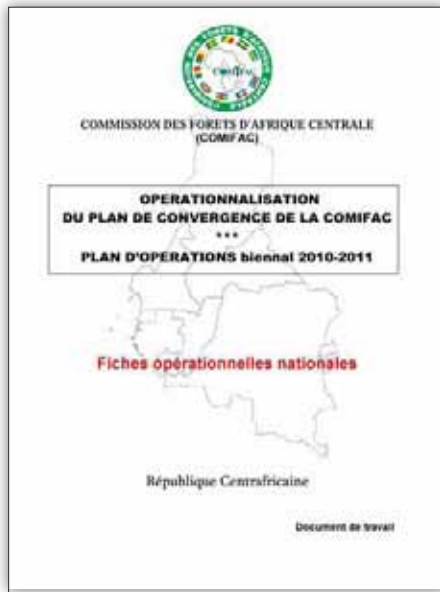 COMIFAC
COMMISSION DES FORETS D'AFRIQUE CENTRALE
(COMIFAC)
OPERATIONNALISATION
DU PLAN DE CONVERGENCE DE LA COMIFAC
***
PLAN D'OPERATIONS biennal 2010-2011
Fiches opérationnelles nationales
République Centrafricaine
Document de travail